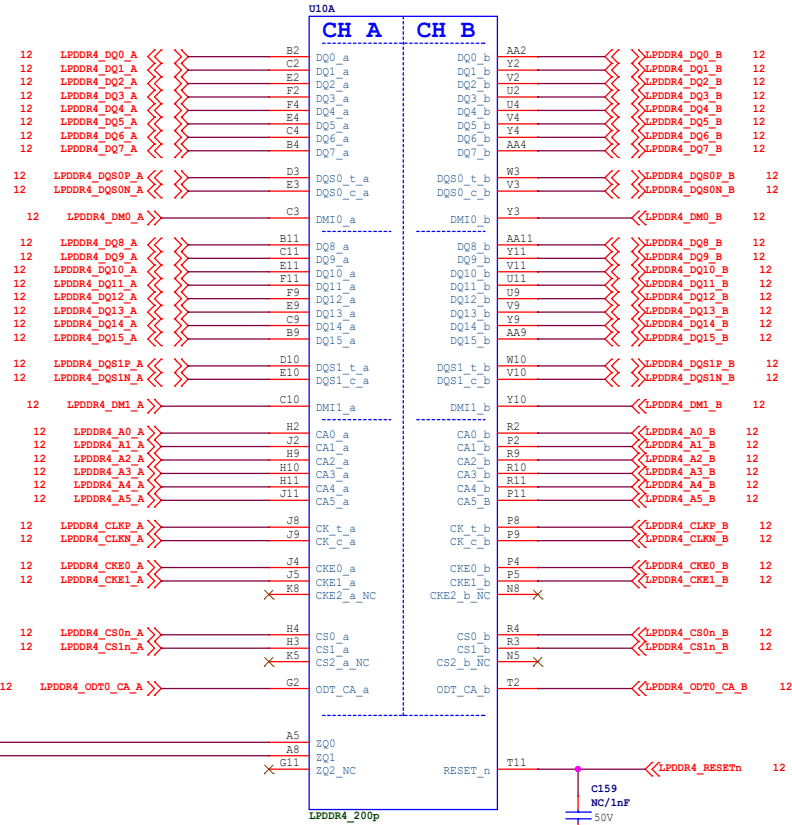 U10A
CH A CH B
12 LPDDR4_DQ0_A B2 DQ0_a DQ0_b AA2 LPDDR4_DQ0_B 12
12 LPDDR4_DQ1_A C2 DQ1_a DQ1_b Y2 LPDDR4_DQ1_B 12
12 LPDDR4_DQ2_A E2 DQ2_a DQ2_b V2 LPDDR4_DQ2_B 12
12 LPDDR4_DQ3_A F2 DQ3_a DQ3_b U2 LPDDR4_DQ3_B 12
12 LPDDR4_DQ4_A F4 DQ4_a DQ4_b U4 LPDDR4_DQ4_B 12
12 LPDDR4_DQ5_A E4 DQ5_a DQ5_b V4 LPDDR4_DQ5_B 12
12 LPDDR4_DQ6_A C4 DQ6_a DQ6_b Y4 LPDDR4_DQ6_B 12
12 LPDDR4_DQ7_A B4 DQ7_a DQ7_b AA4 LPDDR4_DQ7_B 12
12 LPDDR4_DQS0P_A D3 DQS0_t_a DQS0_t_b W3 LPDDR4_DQS0P_B 12
12 LPDDR4_DQS0N_A E3 DQS0_c_a DQS0_c_b V3 LPDDR4_DQS0N_B 12
12 LPDDR4_DM0_A C3 DMI0_a DMI0_b Y3 LPDDR4_DM0_B 12
12 LPDDR4_DQ8_A B11 DQ8_a DQ8_b AA11 LPDDR4_DQ8_B 12
12 LPDDR4_DQ9_A C11 DQ9_a DQ9_b Y11 LPDDR4_DQ9_B 12
12 LPDDR4_DQ10_A E11 DQ10_a DQ10_b V11 LPDDR4_DQ10_B 12
12 LPDDR4_DQ11_A F11 DQ11_a DQ11_b U11 LPDDR4_DQ11_B 12
12 LPDDR4_DQ12_A F9 DQ12_a DQ12_b U9 LPDDR4_DQ12_B 12
12 LPDDR4_DQ13_A E9 DQ13_a DQ13_b V9 LPDDR4_DQ13_B 12
12 LPDDR4_DQ14_A C9 DQ14_a DQ14_b Y9 LPDDR4_DQ14_B 12
12 LPDDR4_DQ15_A B9 DQ15_a DQ15_b AA9 LPDDR4_DQ15_B 12
12 LPDDR4_DQS1P_A D10 DQS1_t_a DQS1_t_b W10 LPDDR4_DQS1P_B 12
12 LPDDR4_DQS1N_A E10 DQS1_c_a DQS1_c_b V10 LPDDR4_DQS1N_B 12
12 LPDDR4_DM1_A C10 DMI1_a DMI1_b Y10 LPDDR4_DM1_B 12
12 LPDDR4_A0_A H2 CA0_a CA0_b R2 LPDDR4_A0_B 12
12 LPDDR4_A1_A J2 CA1_a CA1_b P2 LPDDR4_A1_B 12
12 LPDDR4_A2_A H9 CA2_a CA2_b R9 LPDDR4_A2_B 12
12 LPDDR4_A3_A H10 CA3_a CA3_b R10 LPDDR4_A3_B 12
12 LPDDR4_A4_A H11 CA4_a CA4_b R11 LPDDR4_A4_B 12
12 LPDDR4_A5_A J11 CA5_a CA5_B P11 LPDDR4_A5_B 12
12 LPDDR4_CLKP_A J8 CK_t_a CK_t_b P8 LPDDR4_CLKP_B 12
12 LPDDR4_CLKN_A J9 CK_c_a CK_c_b P9 LPDDR4_CLKN_B 12
12 LPDDR4_CKE0_A J4 CKE0_a CKE0_b P4 LPDDR4_CKE0_B 12
12 LPDDR4_CKE1_A J5 CKE1_a CKE1_b P5 LPDDR4_CKE1_B 12
K8 CKE2_a_NC CKE2_b_NC N8
12 LPDDR4_CS0n_A H4 CS0_a CS0_b R4 LPDDR4_CS0n_B 12
12 LPDDR4_CS1n_A H3 CS1_a CS1_b R3 LPDDR4_CS1n_B 12
K5 CS2_a_NC CS2_b_NC N5
12 LPDDR4_ODT0_CA_A G2 ODT_CA_a ODT_CA_b T2 LPDDR4_ODT0_CA_B 12
A5 ZQ0
A8 ZQ1
G11 ZQ2_NC RESET_n T11 LPDDR4_RESETn 12
C159
NC/1nF
50V
LPDDR4_200p